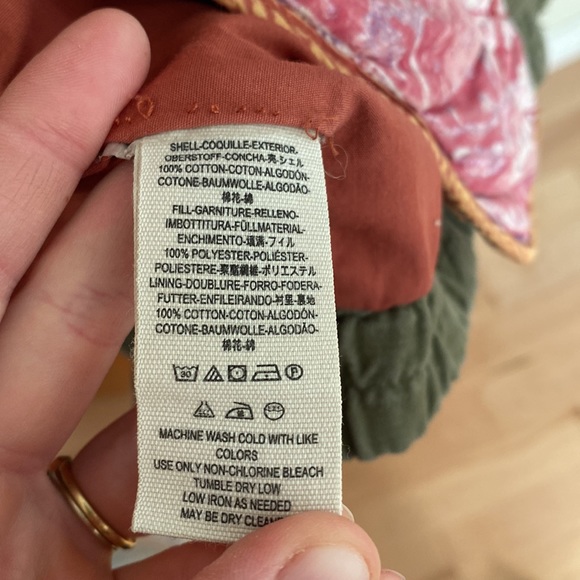 SHELL-COQUILLE-EXTERIOR-
OBERSTOFF-CONCHA-夾-シェル
100% COTTON-COTON-ALGODÓN-
COTONE-BAUMWOLLE-ALGODÃO-
棉花-綿
FILL-GARNITURE-RELLENO-
IMBOTTITURA-FÜLLMATERIAL-
ENCHIMENTO-填滿-フィル
100% POLYESTER-POLIÉSTER-
POLIESTERE-聚酯纖維-ポリエステル
LINING-DOUBLURE-FORRO-FODERA-
FUTTER-ENFILEIRANDO-衬里-裏地
100% COTTON-COTON-ALGODÓN-
COTONE-BAUMWOLLE-ALGODÃO-
棉花-綿
30 P
MACHINE WASH COLD WITH LIKE
COLORS
USE ONLY NON-CHLORINE BLEACH
TUMBLE DRY LOW
LOW IRON AS NEEDED
MAY BE DRY